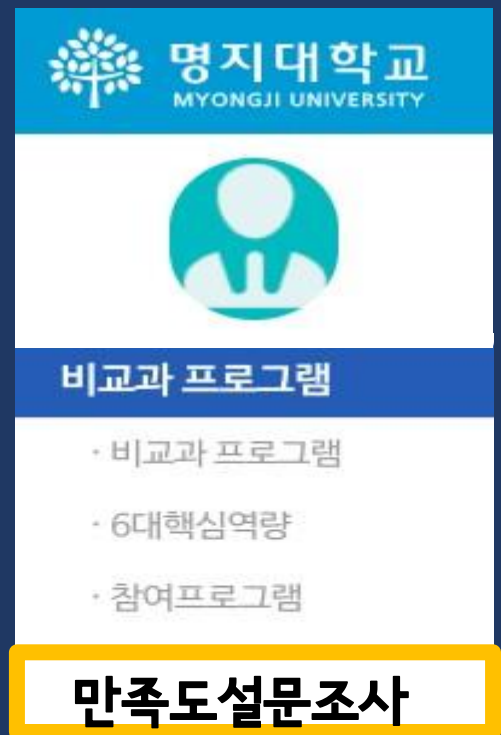 명지대학교
MYONGJI UNIVERSITY
비교과 프로그램
· 비교과 프로그램
· 6대핵심역량
· 참여프로그램
만족도설문조사